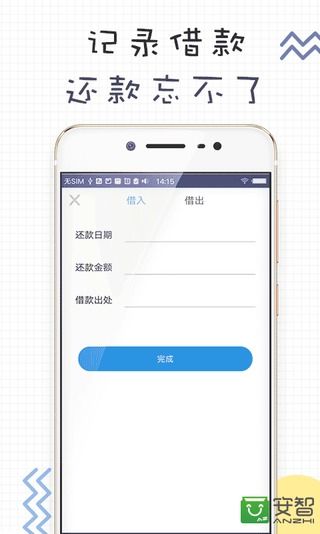 记录借款
还款忘不了
无SIM 14:15
借入 借出
还款日期
还款金额
借款出处
完成
安智
ANZHI